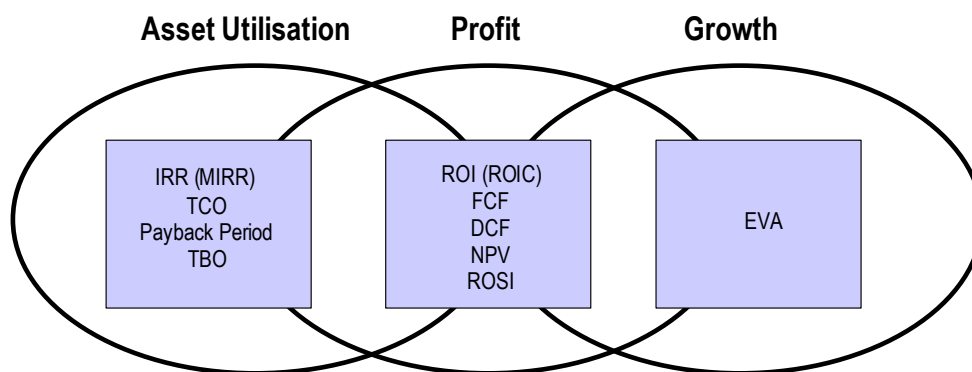 Asset Utilisation
Profit
Growth
IRR (MIRR)
TCO
Payback Period
TBO
ROI (ROIC)
FCF
DCF
NPV
ROSI
EVA